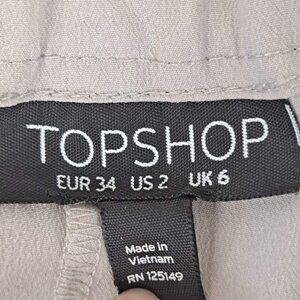 TOPSHOP
EUR 34 US 2 UK 6
Made in
Vietnam
RN 125149